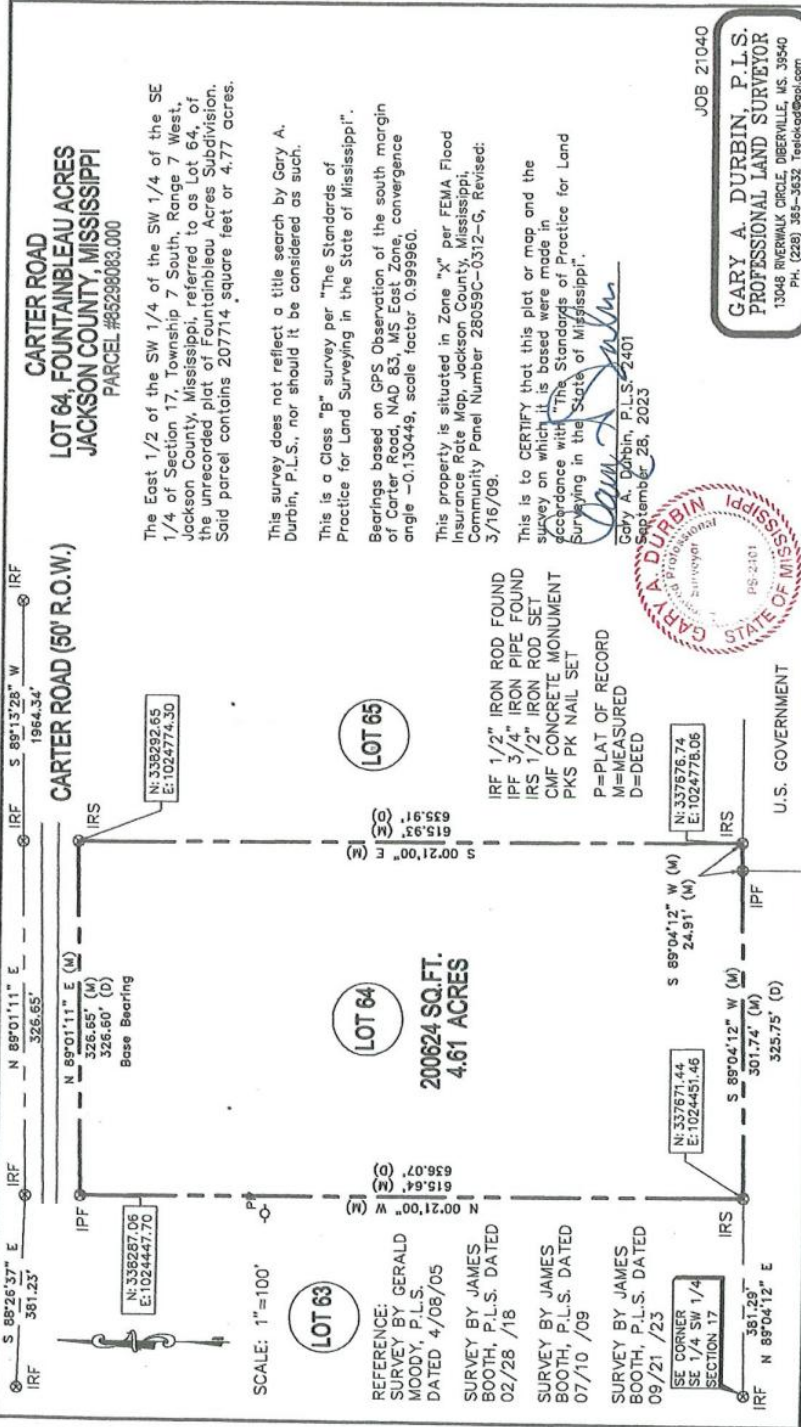 CARTER ROAD
LOT 64, FOUNTAINBLEAU ACRES
JACKSON COUNTY, MISSISSIPPI
PARCEL #85298083.000
The East 1/2 of the SW 1/4 of the SW 1/4 of the SE
1/4 of Section 17, Township 7 South, Range 7 West,
Jackson County, Mississippi, referred to as Lot 64, of
the unrecorded plat of Fountainbleau Acres Subdivision.
Said parcel contains 207714 square feet or 4.77 acres.
This survey does not reflect a title search by Gary A.
Durbin, P.L.S., nor should it be considered as such.
This is a Class "B" survey per "The Standards of
Practice for Land Surveying in the State of Mississippi".
Bearings based on GPS Observation of the south margin
of Carter Road, NAD 83, MS East Zone, convergence
angle -0.130449, scale factor 0.999960.
This property is situated in Zone "X" per FEMA Flood
Insurance Rate Map, Jackson County, Mississippi,
Community Panel Number 28059C-0312-G, Revised:
3/16/09.
This is to CERTIFY that this plat or map and the
survey on which it is based were made in
accordance with "The Standards of Practice for Land
Surveying in the State of Mississippi".
Gary A. Durbin, P.L.S. 2401
September 28, 2023
GARY A. DURBIN
Professional
Surveyor
PS-2401
STATE OF MISSISSIPPI
JOB 21040
GARY A. DURBIN, P.L.S.
PROFESSIONAL LAND SURVEYOR
13048 RIVERWALK CIRCLE, DIBERVILLE, MS. 39540
PH. (228) 365-3632
S 88°26'37" E
381.23'
IRF
IRF
N 89°01'11" E
326.65'
IRF
S 89°13'28" W
1964.34'
IRF
CARTER ROAD (50' R.O.W.)
IPF
N 89°01'11" E (M)
326.65' (M)
326.60' (D)
Base Bearing
IRS
N: 338287.06
E: 1024447.70
N: 338292.65
E: 1024774.30
SCALE: 1"=100'
LOT 63
LOT 64
200624 SQ.FT.
4.61 ACRES
LOT 65
N 00°21'00" W (M)
615.64' (M)
636.07' (D)
S 00°21'00" E (M)
615.93' (M)
635.91' (D)
PP
REFERENCE:
SURVEY BY GERALD
MOODY, P.L.S.
DATED 4/08/05
SURVEY BY JAMES
BOOTH, P.L.S. DATED
02/28 /18
SURVEY BY JAMES
BOOTH, P.L.S. DATED
07/10 /09
SURVEY BY JAMES
BOOTH, P.L.S. DATED
09/21 /23
IRF 1/2" IRON ROD FOUND
IPF 3/4" IRON PIPE FOUND
IRS 1/2" IRON ROD SET
CMF CONCRETE MONUMENT
PKS PK NAIL SET
P=PLAT OF RECORD
M=MEASURED
D=DEED
N: 337671.44
E: 1024451.46
N: 337676.74
E: 1024778.06
SE CORNER
SE 1/4 SW 1/4
SECTION 17
IRF
381.29'
N 89°04'12" E
IRS
S 89°04'12" W (M)
301.74' (M)
325.75' (D)
S 89°04'12" W (M)
24.91' (M)
IPF
IRS
U.S. GOVERNMENT